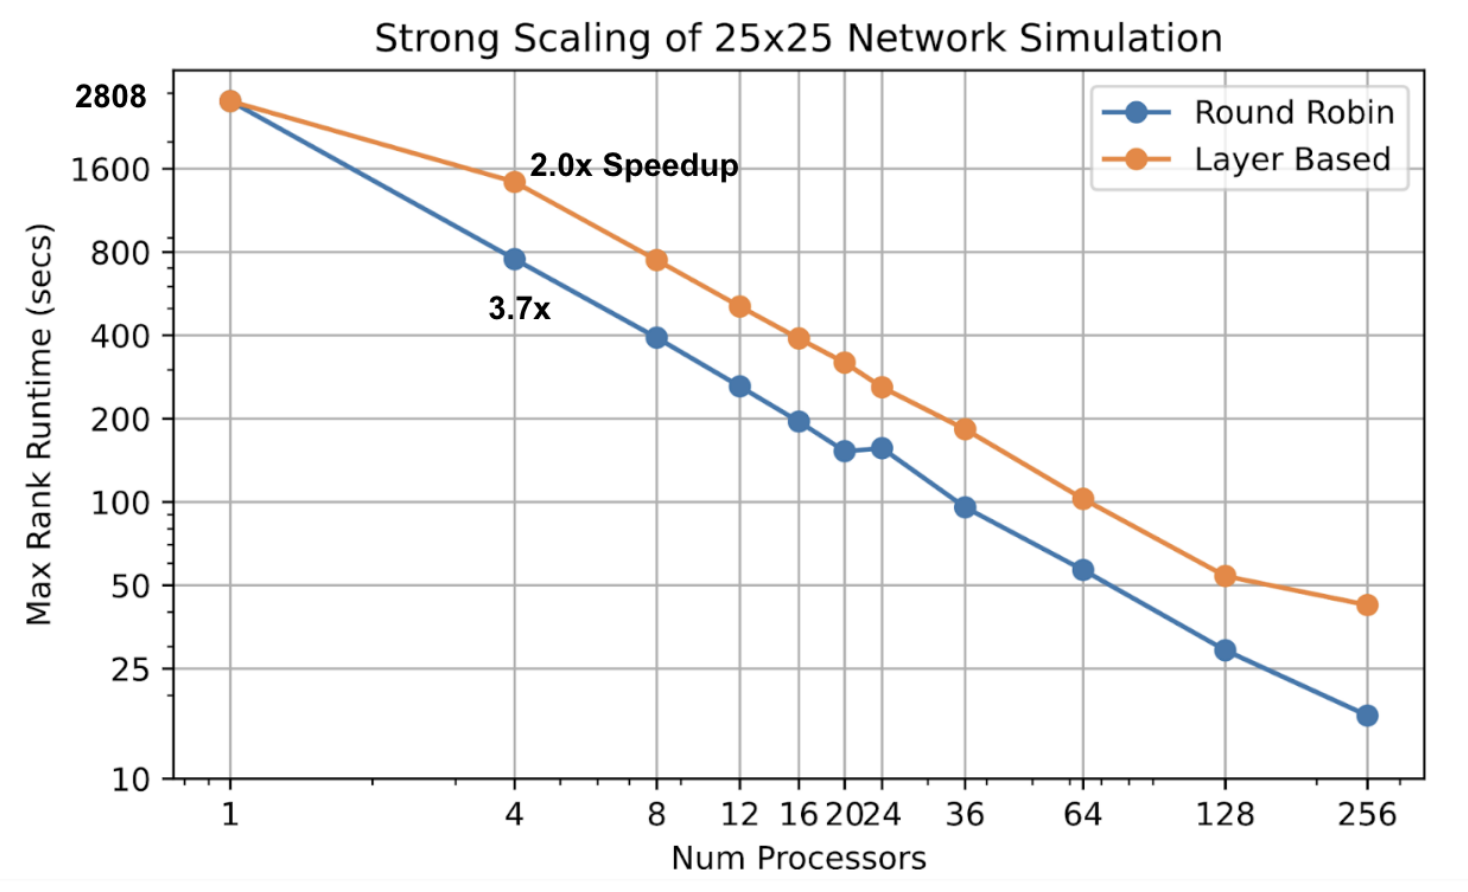 Strong Scaling of 25x25 Network Simulation
2808
1600
800
400
200
100
50
25
10
Max Rank Runtime (secs)
2.0x Speedup
3.7x
Round Robin
Layer Based
1 4 8 12 16 20 24 36 64 128 256
Num Processors